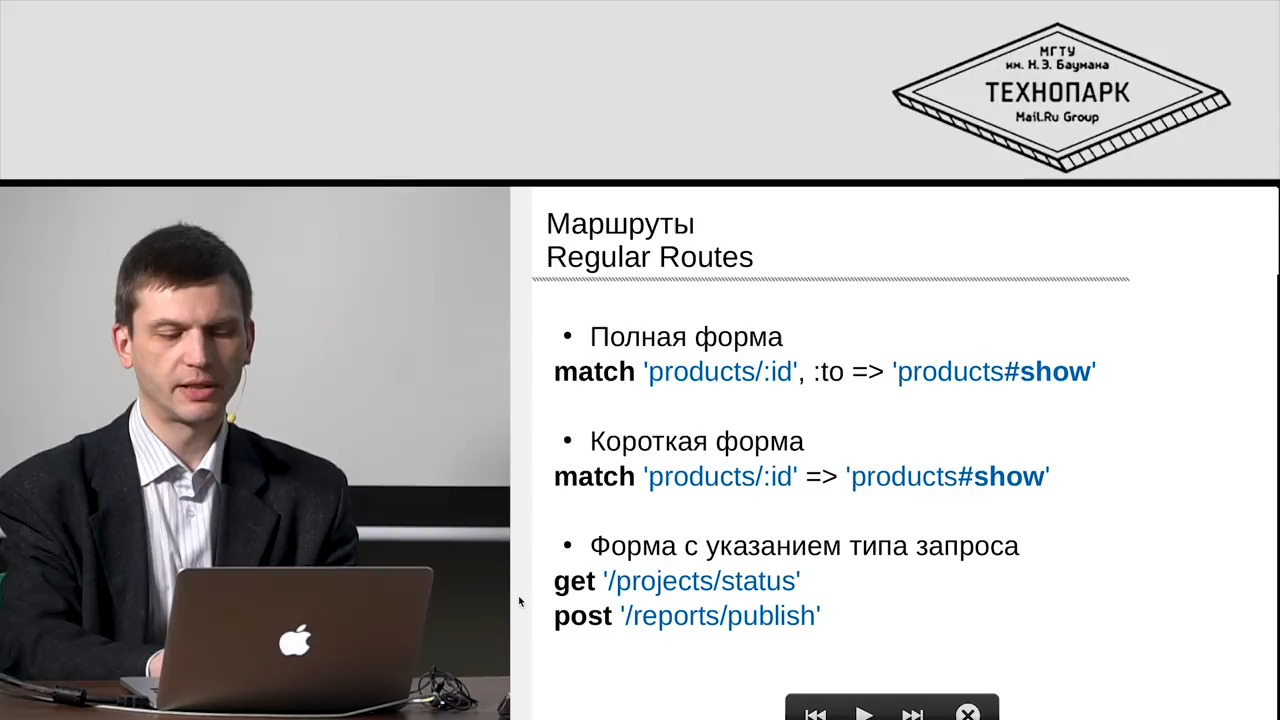 МГТУ
им. Н.Э. Баумана
ТЕХНОПАРК
Mail.Ru Group
Маршруты
Regular Routes
• Полная форма
match 'products/:id', :to => 'products#show'
• Короткая форма
match 'products/:id' => 'products#show'
• Форма с указанием типа запроса
get '/projects/status'
post '/reports/publish'